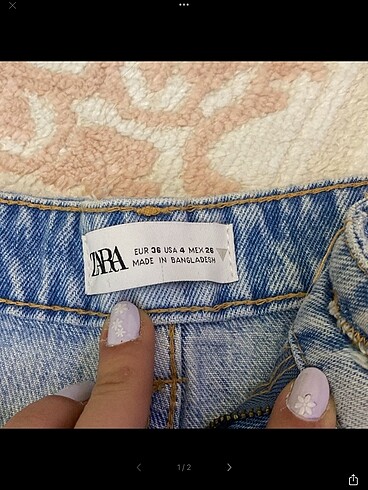 ZARA
EUR 36 USA 4 MEX 26
MADE IN BANGLADESH
1/2